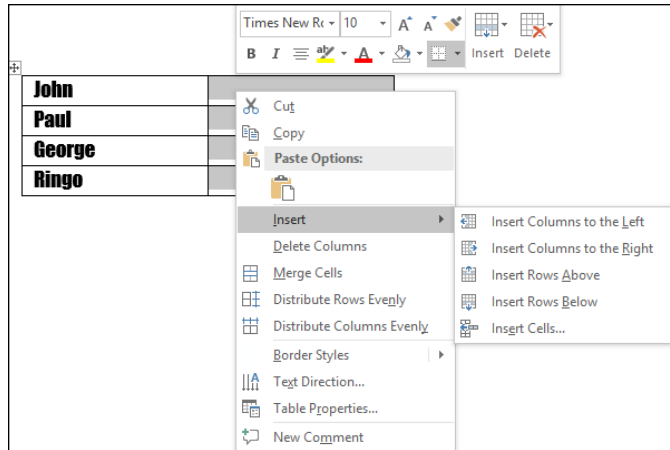 Times New Rc 10 A A
B I A Insert Delete
John
Paul
George
Ringo
Cut
Copy
Paste Options:
Insert
Delete Columns
Merge Cells
Distribute Rows Evenly
Distribute Columns Evenly
Border Styles
Text Direction...
Table Properties...
New Comment
Insert Columns to the Left
Insert Columns to the Right
Insert Rows Above
Insert Rows Below
Insert Cells...